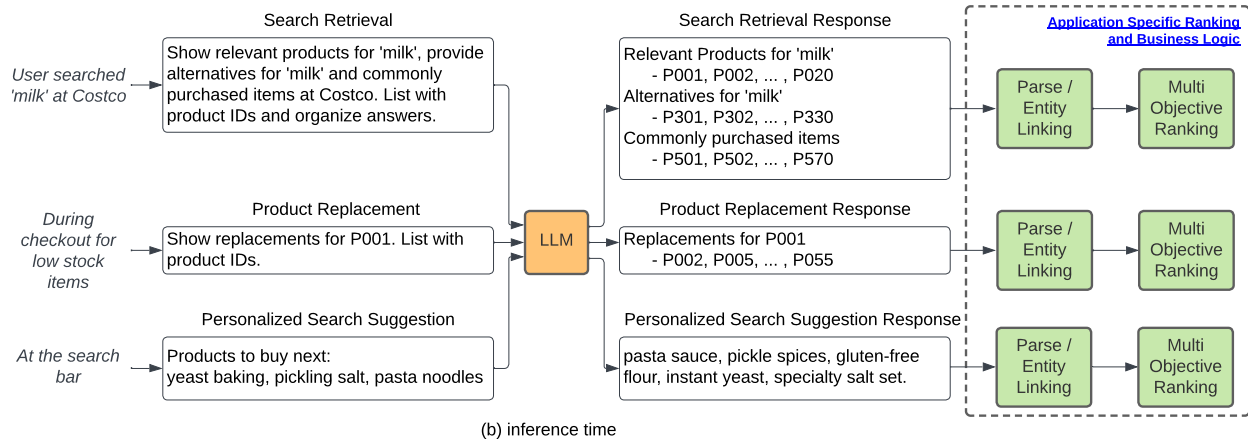 Search Retrieval
User searched
'milk' at Costco
Show relevant products for 'milk', provide
alternatives for 'milk' and commonly
purchased items at Costco. List with
product IDs and organize answers.
Search Retrieval Response
Relevant Products for 'milk'
- P001, P002, ... , P020
Alternatives for 'milk'
- P301, P302, ... , P330
Commonly purchased items
- P501, P502, ... , P570
Application Specific Ranking
and Business Logic
Parse /
Entity
Linking
Multi
Objective
Ranking
During
checkout for
low stock
items
Product Replacement
Show replacements for P001. List with
product IDs.
LLM
Product Replacement Response
Replacements for P001
- P002, P005, ... , P055
Parse /
Entity
Linking
Multi
Objective
Ranking
At the search
bar
Personalized Search Suggestion
Products to buy next:
yeast baking, pickling salt, pasta noodles
Personalized Search Suggestion Response
pasta sauce, pickle spices, gluten-free
flour, instant yeast, specialty salt set.
Parse /
Entity
Linking
Multi
Objective
Ranking
(b) inference time